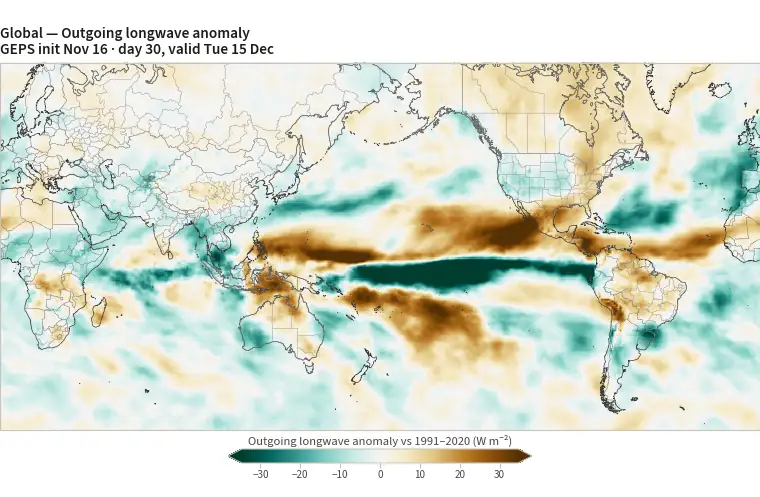 Global — Outgoing longwave anomaly
GEPS init Nov 16 · day 30, valid Tue 15 Dec
Outgoing longwave anomaly vs 1991–2020 (W m⁻²)
−30 −20 −10 0 10 20 30